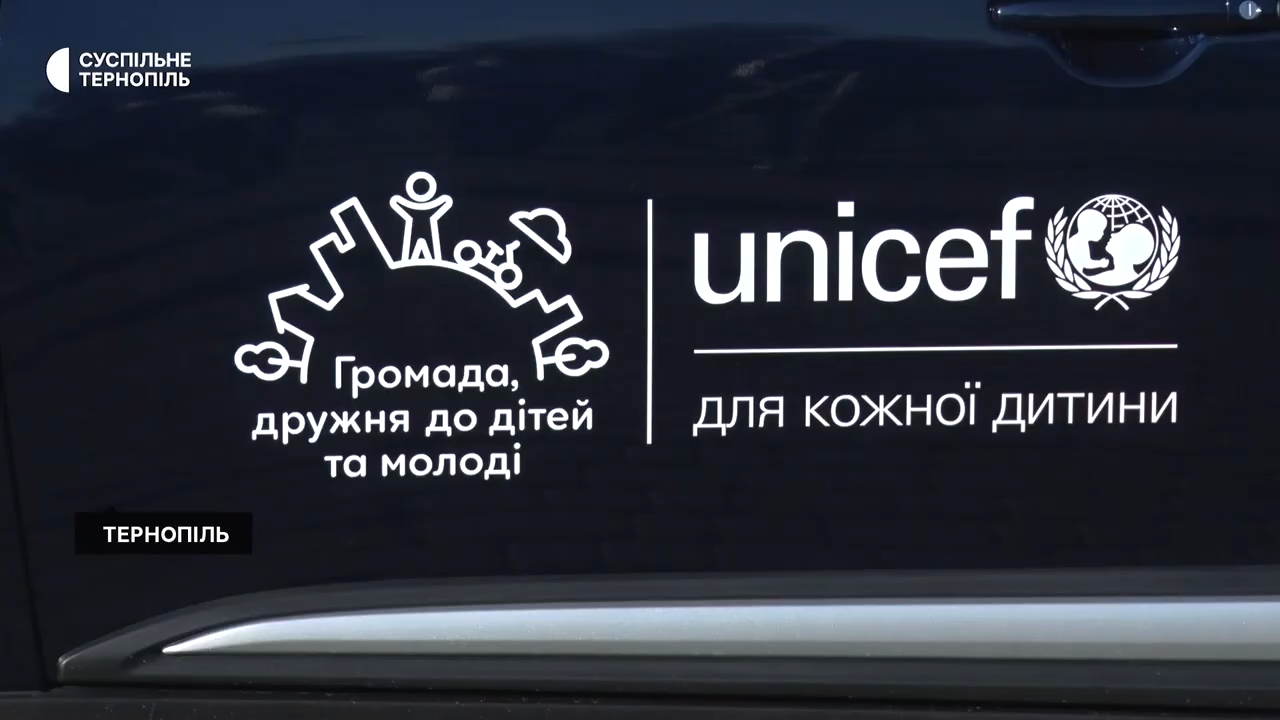 СУСПІЛЬНЕ
ТЕРНОПІЛЬ
Громада,
дружня до дітей
та молоді
unicef
для кожної дитини
ТЕРНОПІЛЬ